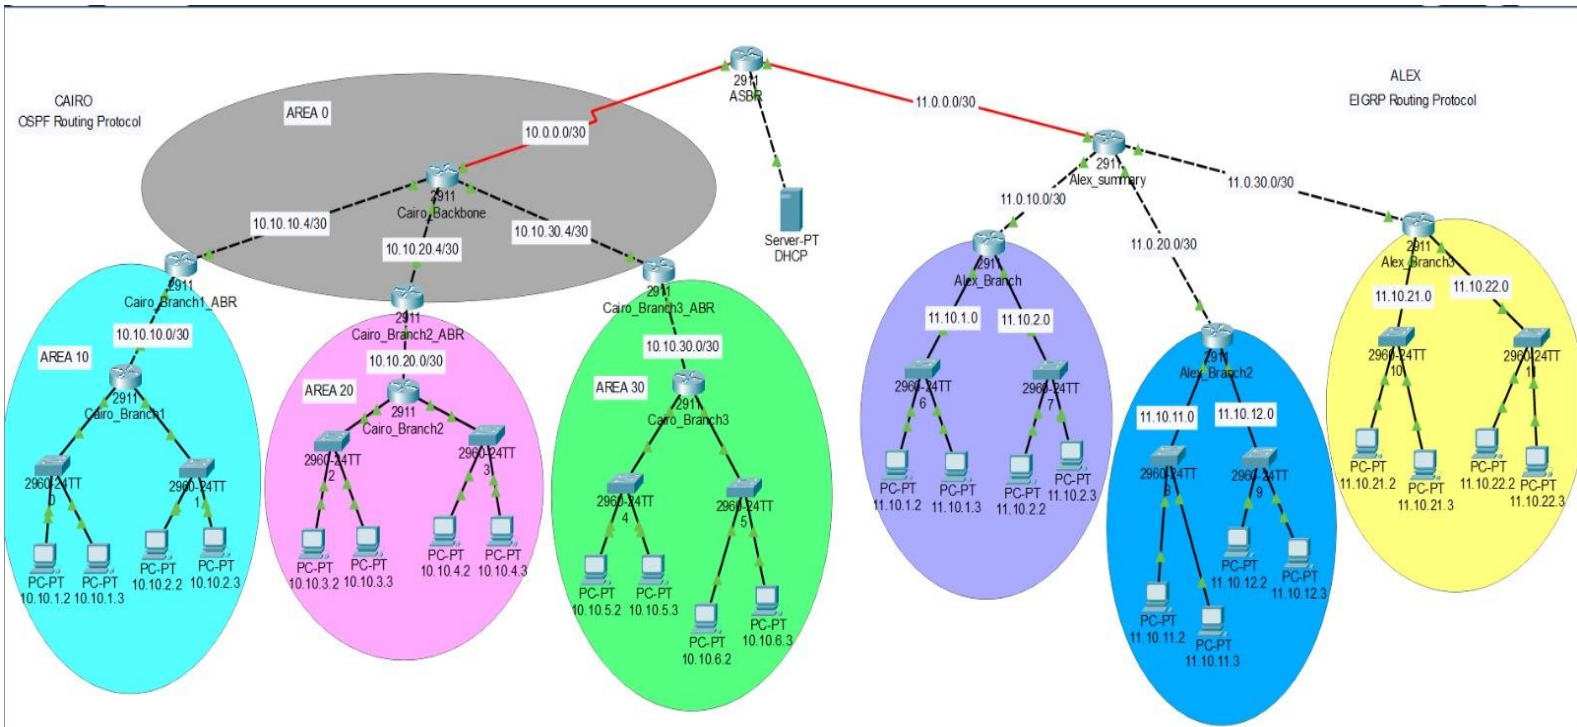 CAIRO
OSPF Routing Protocol
AREA 0
10.0.0.0/30
2911
ASBR
11.0.0.0/30
ALEX
EIGRP Routing Protocol
2911
Cairo_Backbone
10.10.10.4/30
10.10.20.4/30
10.10.30.4/30
Server-PT
DHCP
2911
Alex_summary
11.0.10.0/30
11.0.20.0/30
11.0.30.0/30
2911
Cairo_Branch1_ABR
10.10.10.0/30
AREA 10
2911
Cairo_Branch1
2960-24TT
0
2960-24TT
1
PC-PT
10.10.1.2
PC-PT
10.10.1.3
PC-PT
10.10.2.2
PC-PT
10.10.2.3
2911
Cairo_Branch2_ABR
10.10.20.0/30
AREA 20
2911
Cairo_Branch2
2960-24TT
2
2960-24TT
3
PC-PT
10.10.3.2
PC-PT
10.10.3.3
PC-PT
10.10.4.2
PC-PT
10.10.4.3
2911
Cairo_Branch3_ABR
10.10.30.0/30
AREA 30
2911
Cairo_Branch3
2960-24TT
4
2960-24TT
5
PC-PT
10.10.5.2
PC-PT
10.10.5.3
PC-PT
10.10.6.2
PC-PT
10.10.6.3
2911
Alex_Branch
11.10.1.0
11.10.2.0
2960-24TT
6
2960-24TT
7
PC-PT
11.10.1.2
PC-PT
11.10.1.3
PC-PT
11.10.2.2
PC-PT
11.10.2.3
2911
Alex_Branch2
11.10.11.0
11.10.12.0
2960-24TT
8
2960-24TT
9
PC-PT
11.10.11.2
PC-PT
11.10.11.3
PC-PT
11.10.12.2
PC-PT
11.10.12.3
2911
Alex_Branch3
11.10.21.0
11.10.22.0
2960-24TT
10
2960-24TT
11
PC-PT
11.10.21.2
PC-PT
11.10.21.3
PC-PT
11.10.22.2
PC-PT
11.10.22.3